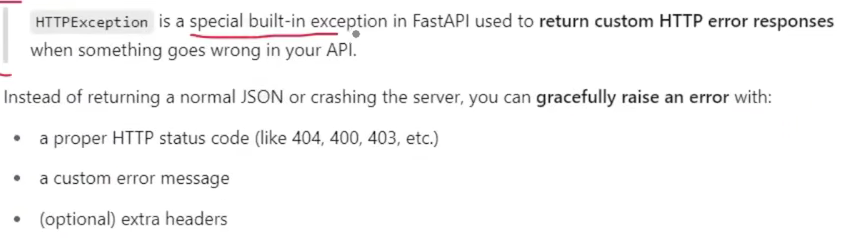 HTTPException is a special built-in exception in FastAPI used to return custom HTTP error responses
when something goes wrong in your API.
Instead of returning a normal JSON or crashing the server, you can gracefully raise an error with:
• a proper HTTP status code (like 404, 400, 403, etc.)
• a custom error message
• (optional) extra headers